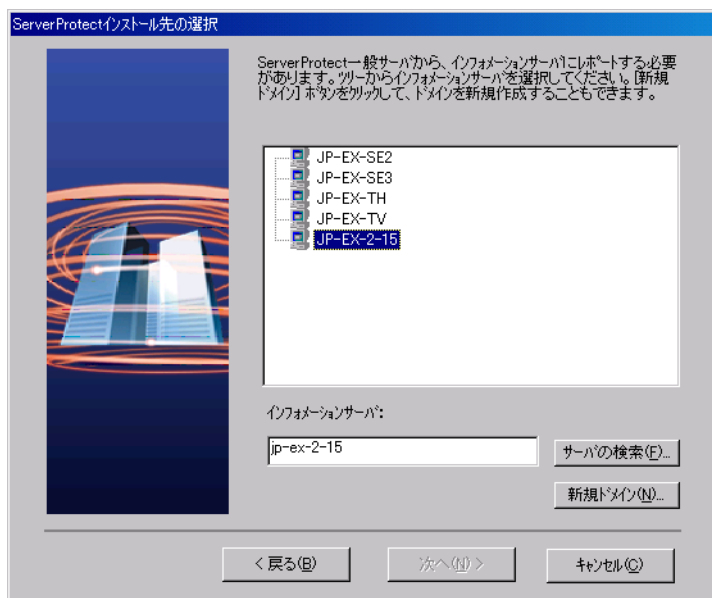 ServerProtectインストール先の選択
ServerProtect一般サーバから、インフォメーションサーバにレポートする必要
があります。ツリーからインフォメーションサーバを選択してください。[新規
ドメイン] ボタンをクリックして、ドメインを新規作成することもできます。
JP-EX-SE2
JP-EX-SE3
JP-EX-TH
JP-EX-TV
JP-EX-2-15
インフォメーションサーバ:
jp-ex-2-15
サーバの検索(F)...
新規ドメイン(N)...
< 戻る(B)
次へ(N) >
キャンセル(C)